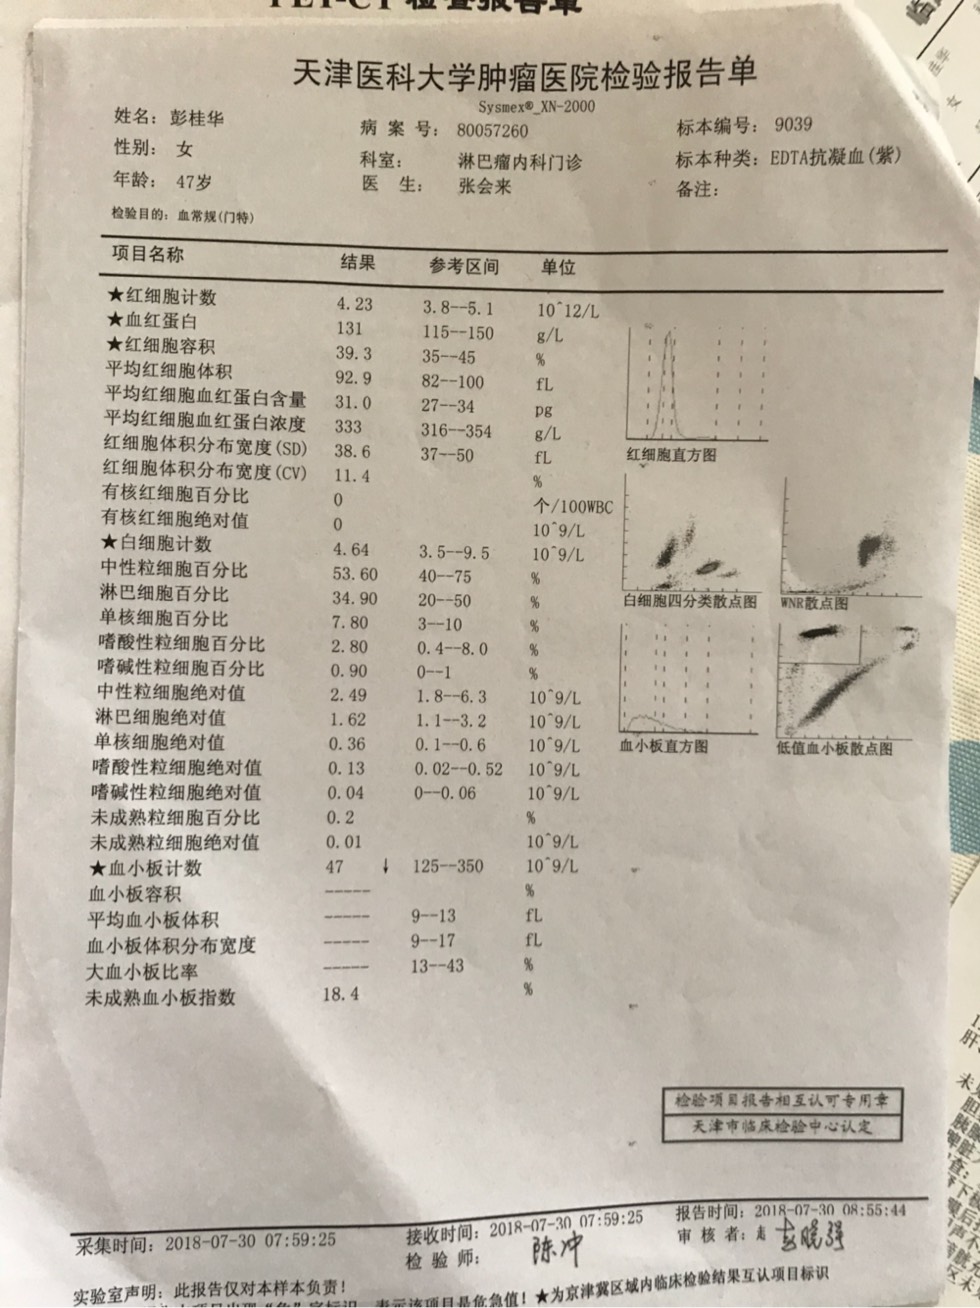 PET-CT 检查报告单
天津医科大学肿瘤医院检验报告单
Sysmex®_XN-2000
姓名：彭桂华 病案号：80057260 标本编号：9039
性别：女 科室：淋巴瘤内科门诊 标本种类：EDTA抗凝血(紫)
年龄：47岁 医生：张会来 备注：
检验目的：血常规(门特)
项目名称 结果 参考区间 单位
★红细胞计数 4.23 3.8--5.1 10^12/L
★血红蛋白 131 115--150 g/L
★红细胞容积 39.3 35--45 %
平均红细胞体积 92.9 82--100 fL
平均红细胞血红蛋白含量 31.0 27--34 pg
平均红细胞血红蛋白浓度 333 316--354 g/L
红细胞体积分布宽度(SD) 38.6 37--50 fL
红细胞体积分布宽度(CV) 11.4 %
有核红细胞百分比 0 个/100WBC
有核红细胞绝对值 0 10^9/L
★白细胞计数 4.64 3.5--9.5 10^9/L
中性粒细胞百分比 53.60 40--75 %
淋巴细胞百分比 34.90 20--50 %
单核细胞百分比 7.80 3--10 %
嗜酸性粒细胞百分比 2.80 0.4--8.0 %
嗜碱性粒细胞百分比 0.90 0--1 %
中性粒细胞绝对值 2.49 1.8--6.3 10^9/L
淋巴细胞绝对值 1.62 1.1--3.2 10^9/L
单核细胞绝对值 0.36 0.1--0.6 10^9/L
嗜酸性粒细胞绝对值 0.13 0.02--0.52 10^9/L
嗜碱性粒细胞绝对值 0.04 0--0.06 10^9/L
未成熟粒细胞百分比 0.2 %
未成熟粒细胞绝对值 0.01 10^9/L
★血小板计数 47 ↓ 125--350 10^9/L
血小板容积 ----- %
平均血小板体积 ----- 9--13 fL
血小板体积分布宽度 ----- 9--17 fL
大血小板比率 ----- 13--43 %
未成熟血小板指数 18.4 %
红细胞直方图
白细胞四分类散点图 WNR散点图
血小板直方图 低值血小板散点图
检验项目报告相互认可专用章
天津市临床检验中心认定
采集时间：2018-07-30 07:59:25 接收时间：2018-07-30 07:59:25 报告时间：2018-07-30 08:55:44
检验师：陈冲 审核者：
实验室声明：此报告仅对本样本负责！
表示该项目是危急值！★为京津冀区域内临床检验结果互认项目标识